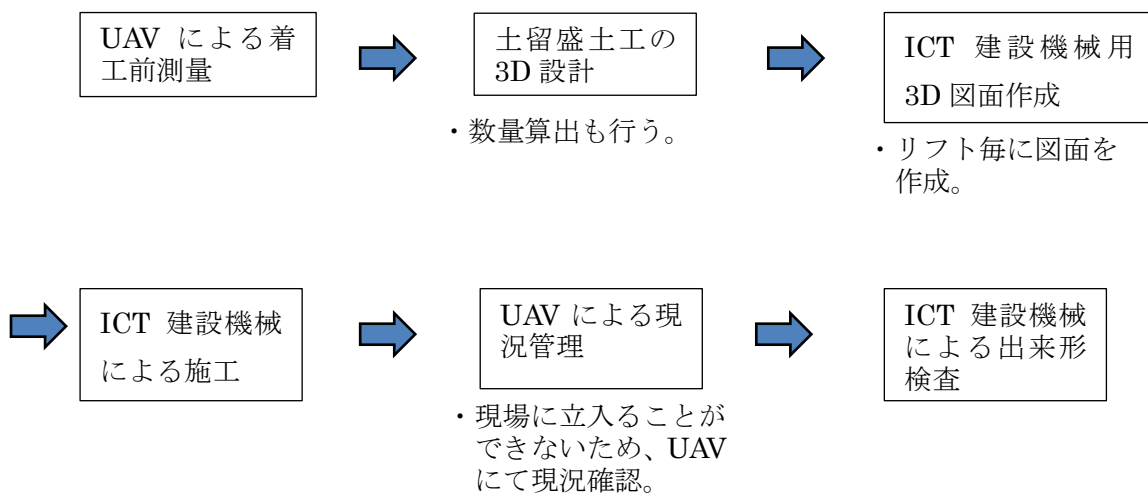 UAV による着
工前測量
土留盛土工の
3D 設計
・数量算出も行う。
ICT 建設機械用
3D 図面作成
・リフト毎に図面を
作成。
ICT 建設機械
による施工
UAV による現
況管理
・現場に立入ることが
できないため、UAV
にて現況確認。
ICT 建設機械
による出来形
検査